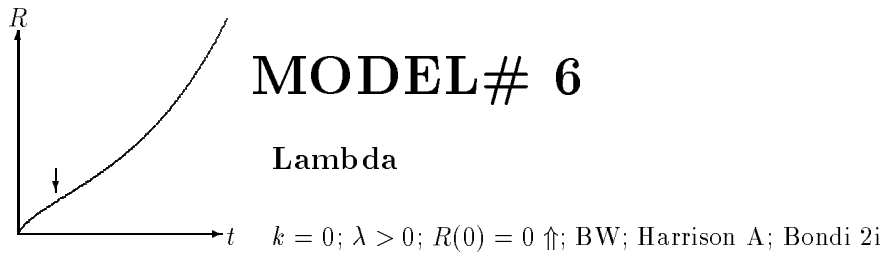 R
MODEL# 6
Lambda
t
k = 0; λ > 0; R(0) = 0 ⇑; BW; Harrison A; Bondi 2i